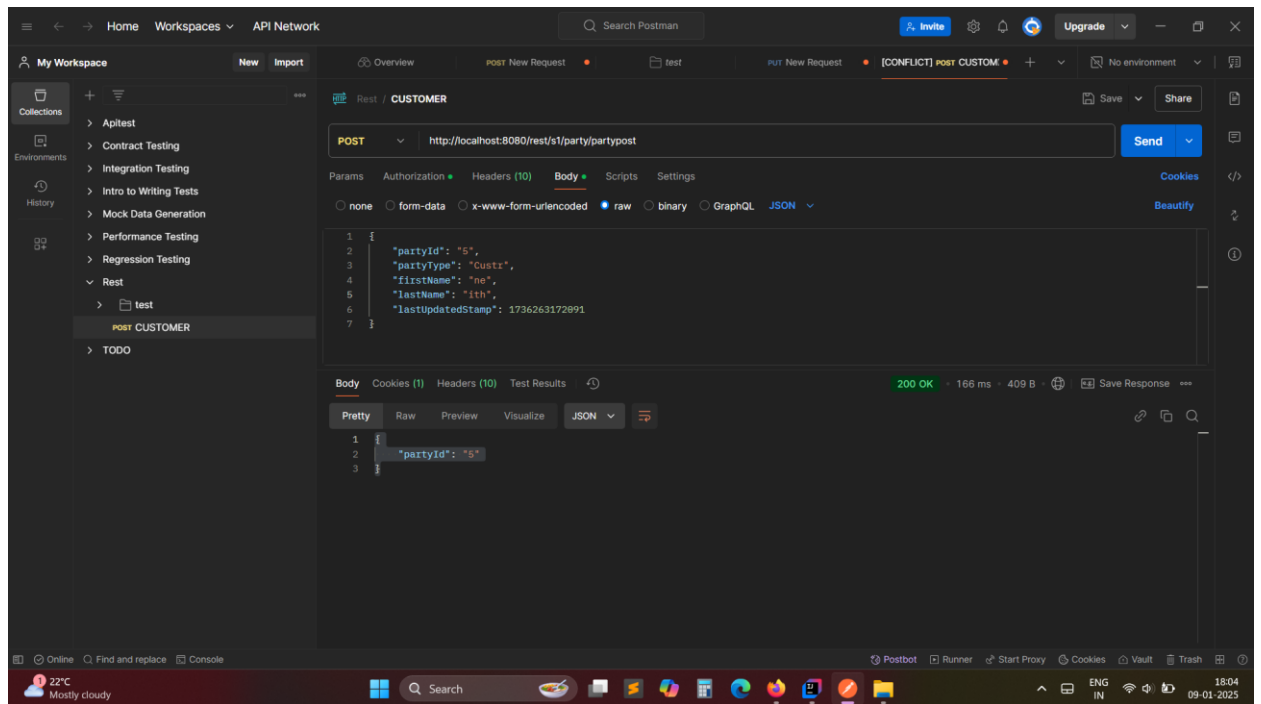 Home Workspaces API Network Search Postman Invite Upgrade
My Workspace New Import Overview POST New Request test PUT New Request [CONFLICT] POST CUSTOM No environment
Collections
Environments
History
Apitest
Contract Testing
Integration Testing
Intro to Writing Tests
Mock Data Generation
Performance Testing
Regression Testing
Rest
test
POST CUSTOMER
TODO
HTTP Rest / CUSTOMER Save Share
POST http://localhost:8080/rest/s1/party/partypost Send
Params Authorization Headers (10) Body Scripts Settings Cookies
none form-data x-www-form-urlencoded raw binary GraphQL JSON Beautify
1 {
2 "partyId": "5",
3 "partyType": "Custr",
4 "firstName": "ne",
5 "lastName": "ith",
6 "lastUpdatedStamp": 1736263172091
7 }
Body Cookies (1) Headers (10) Test Results 200 OK 166 ms 409 B Save Response
Pretty Raw Preview Visualize JSON
1 {
2 "partyId": "5"
3 }
Online Find and replace Console Postbot Runner Start Proxy Cookies Vault Trash
1 22°C
Mostly cloudy
Search
ENG
IN
18:04
09-01-2025